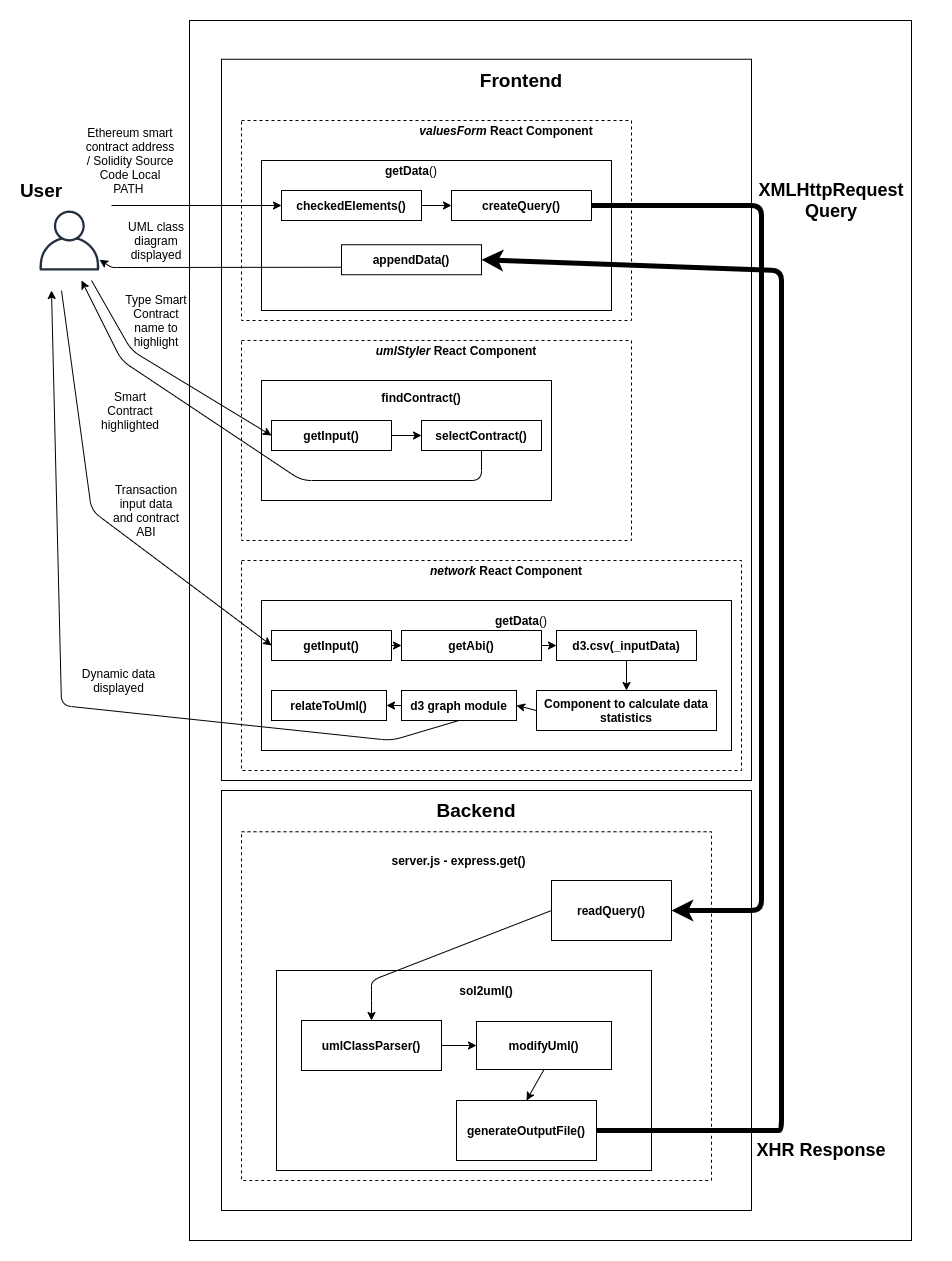 Frontend
valuesForm React Component
Ethereum smart
contract address
/ Solidity Source
Code Local
PATH
getData()
User
XMLHttpRequest
Query
checkedElements()
createQuery()
UML class
diagram
displayed
appendData()
Type Smart
Contract
name to
highlight
umlStyler React Component
Smart
Contract
highlighted
findContract()
getInput()
selectContract()
Transaction
input data
and contract
ABI
network React Component
getData()
getInput()
getAbi()
d3.csv(_inputData)
Dynamic data
displayed
relateToUml()
d3 graph module
Component to calculate data
statistics
Backend
server.js - express.get()
readQuery()
sol2uml()
umlClassParser()
modifyUml()
generateOutputFile()
XHR Response